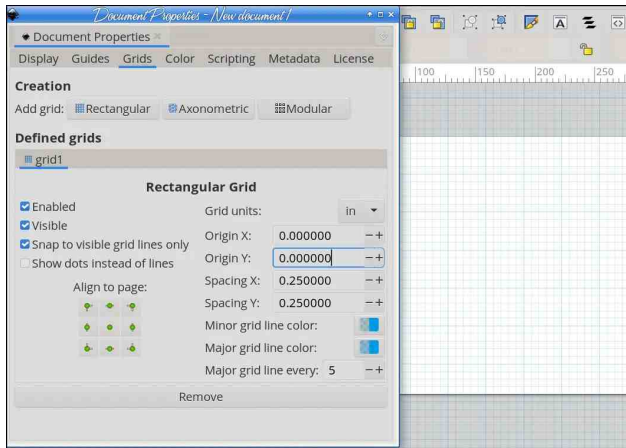 Document Properties - New document 1
Document Properties
Display Guides Grids Color Scripting Metadata License
Creation
Add grid: Rectangular Axonometric Modular
Defined grids
grid1
Rectangular Grid
Enabled
Visible
Snap to visible grid lines only
Show dots instead of lines
Align to page:
Grid units: in
Origin X: 0.000000 −+
Origin Y: 0.000000 −+
Spacing X: 0.250000 −+
Spacing Y: 0.250000 −+
Minor grid line color:
Major grid line color:
Major grid line every: 5 −+
Remove
A
100 150 200 250